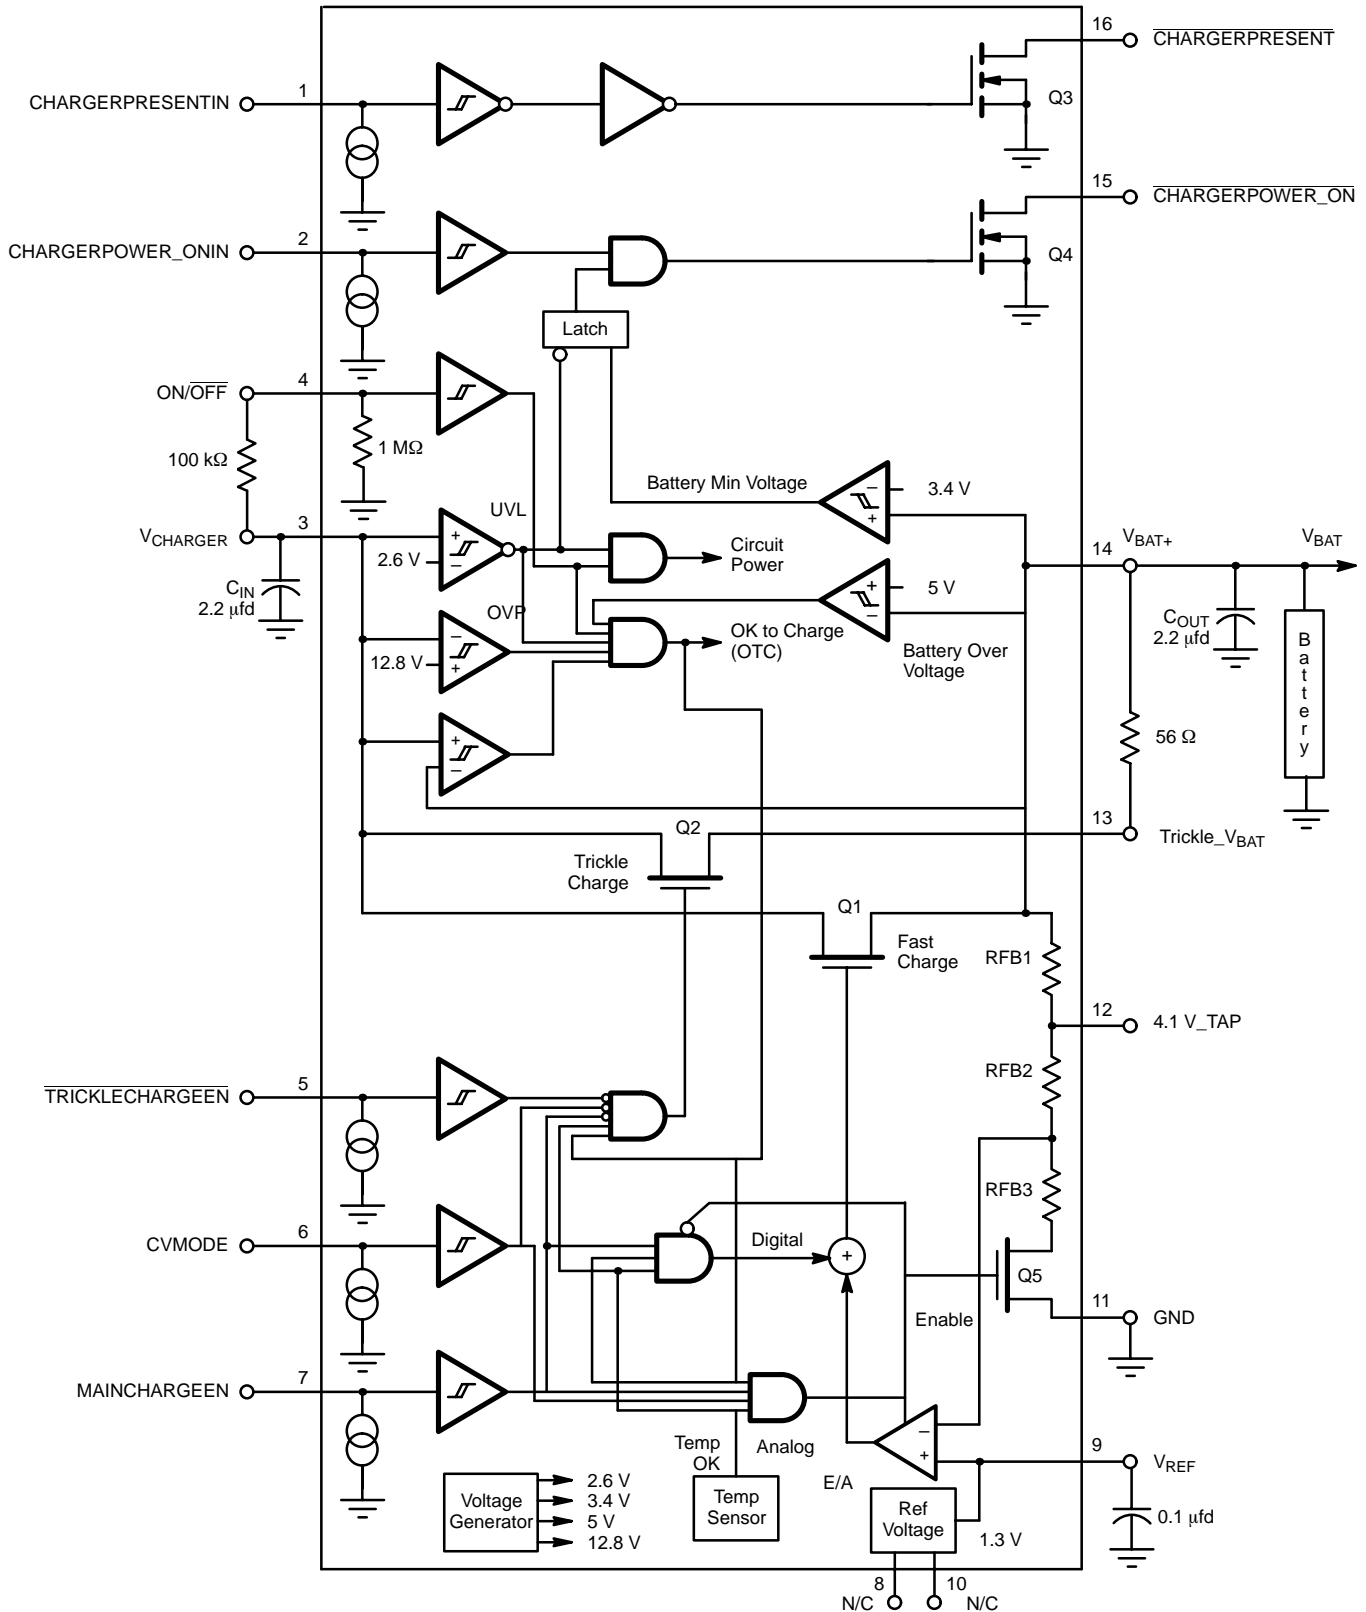 16
CHARGERPRESENT
1
CHARGERPRESENTIN
Q3
15
CHARGERPOWER_ON
2
CHARGERPOWER_ONIN
Q4
Latch
4
ON/OFF
1 MΩ
100 kΩ
Battery Min Voltage
−
3.4 V
+
UVL
3
VCHARGER
+
2.6 V
−
Circuit
Power
14
VBAT+
VBAT
CIN
2.2 μfd
+
5 V
−
OVP
COUT
2.2 μfd
OK to Charge
(OTC)
−
12.8 V
+
Battery Over
Voltage
Battery
+
−
56 Ω
Q2
13
Trickle_VBAT
Trickle
Charge
Q1
Fast
Charge
RFB1
12
4.1 V_TAP
RFB2
5
TRICKLECHARGEEN
RFB3
6
CVMODE
Digital
+
Q5
11
GND
Enable
7
MAINCHARGEEN
Temp
OK
Analog
−
+
E/A
9
VREF
Voltage
Generator
2.6 V
3.4 V
5 V
12.8 V
Temp
Sensor
Ref
Voltage
1.3 V
0.1 μfd
8
10
N/C
N/C